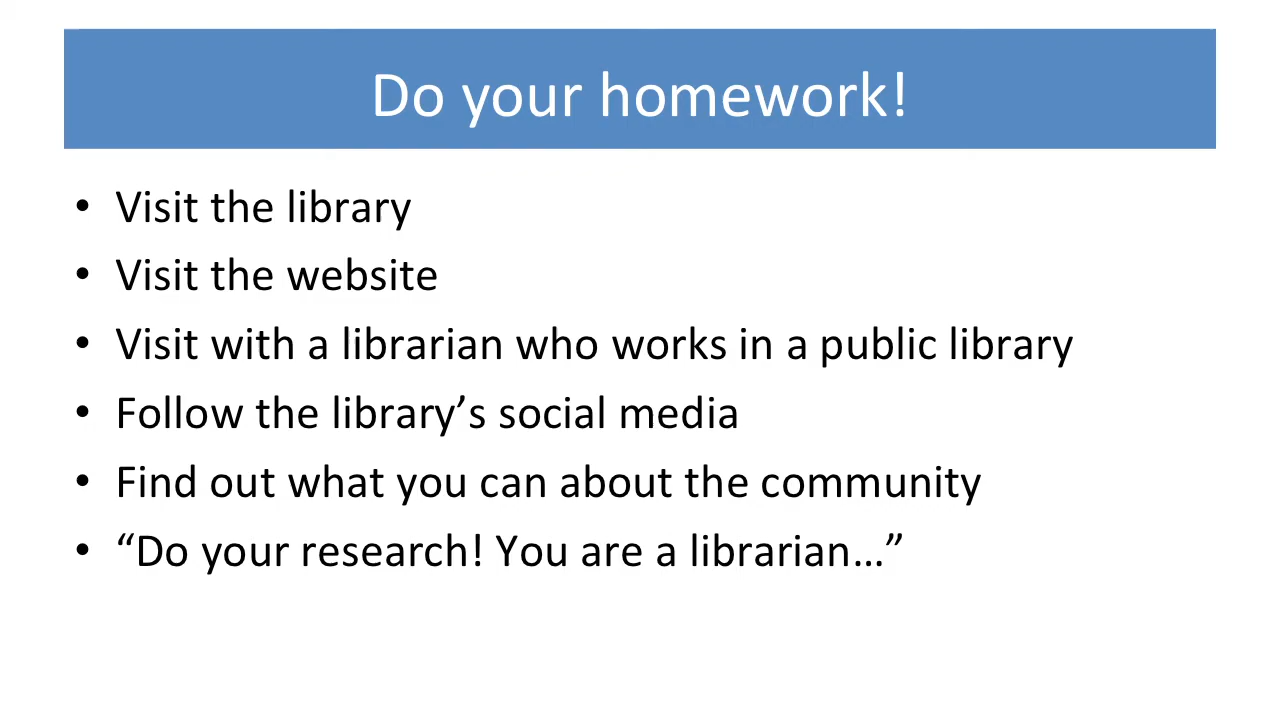 Do your homework!
• Visit the library
• Visit the website
• Visit with a librarian who works in a public library
• Follow the library’s social media
• Find out what you can about the community
• “Do your research! You are a librarian…”